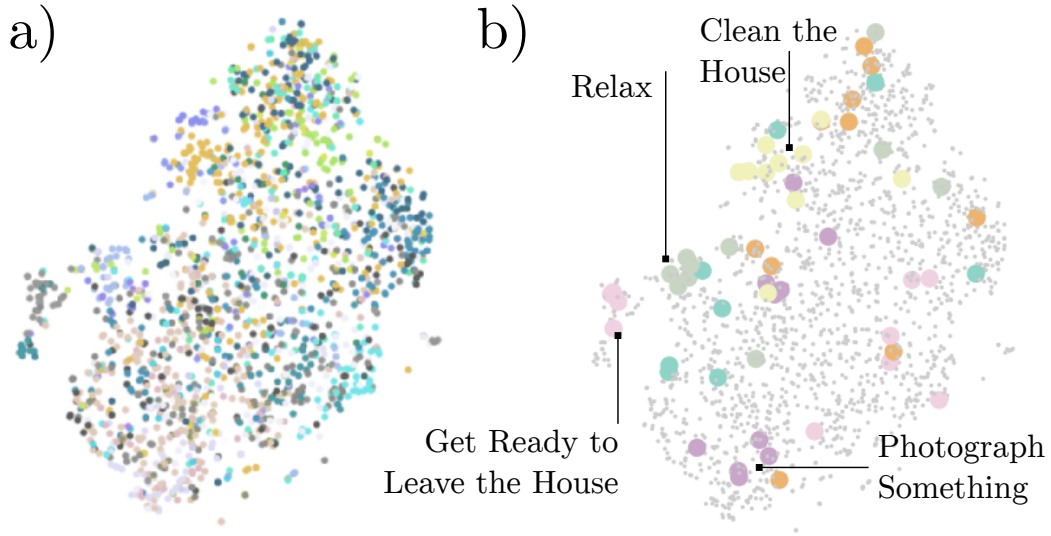 a)
b)
Clean the
House
Relax
Get Ready to
Leave the House
Photograph
Something